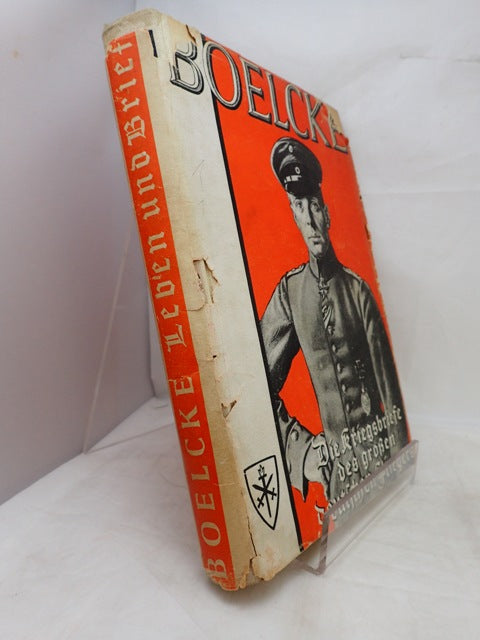 BOELCKE Leben und Brief
BOELCKE
Die Kriegsbriefe
des großen